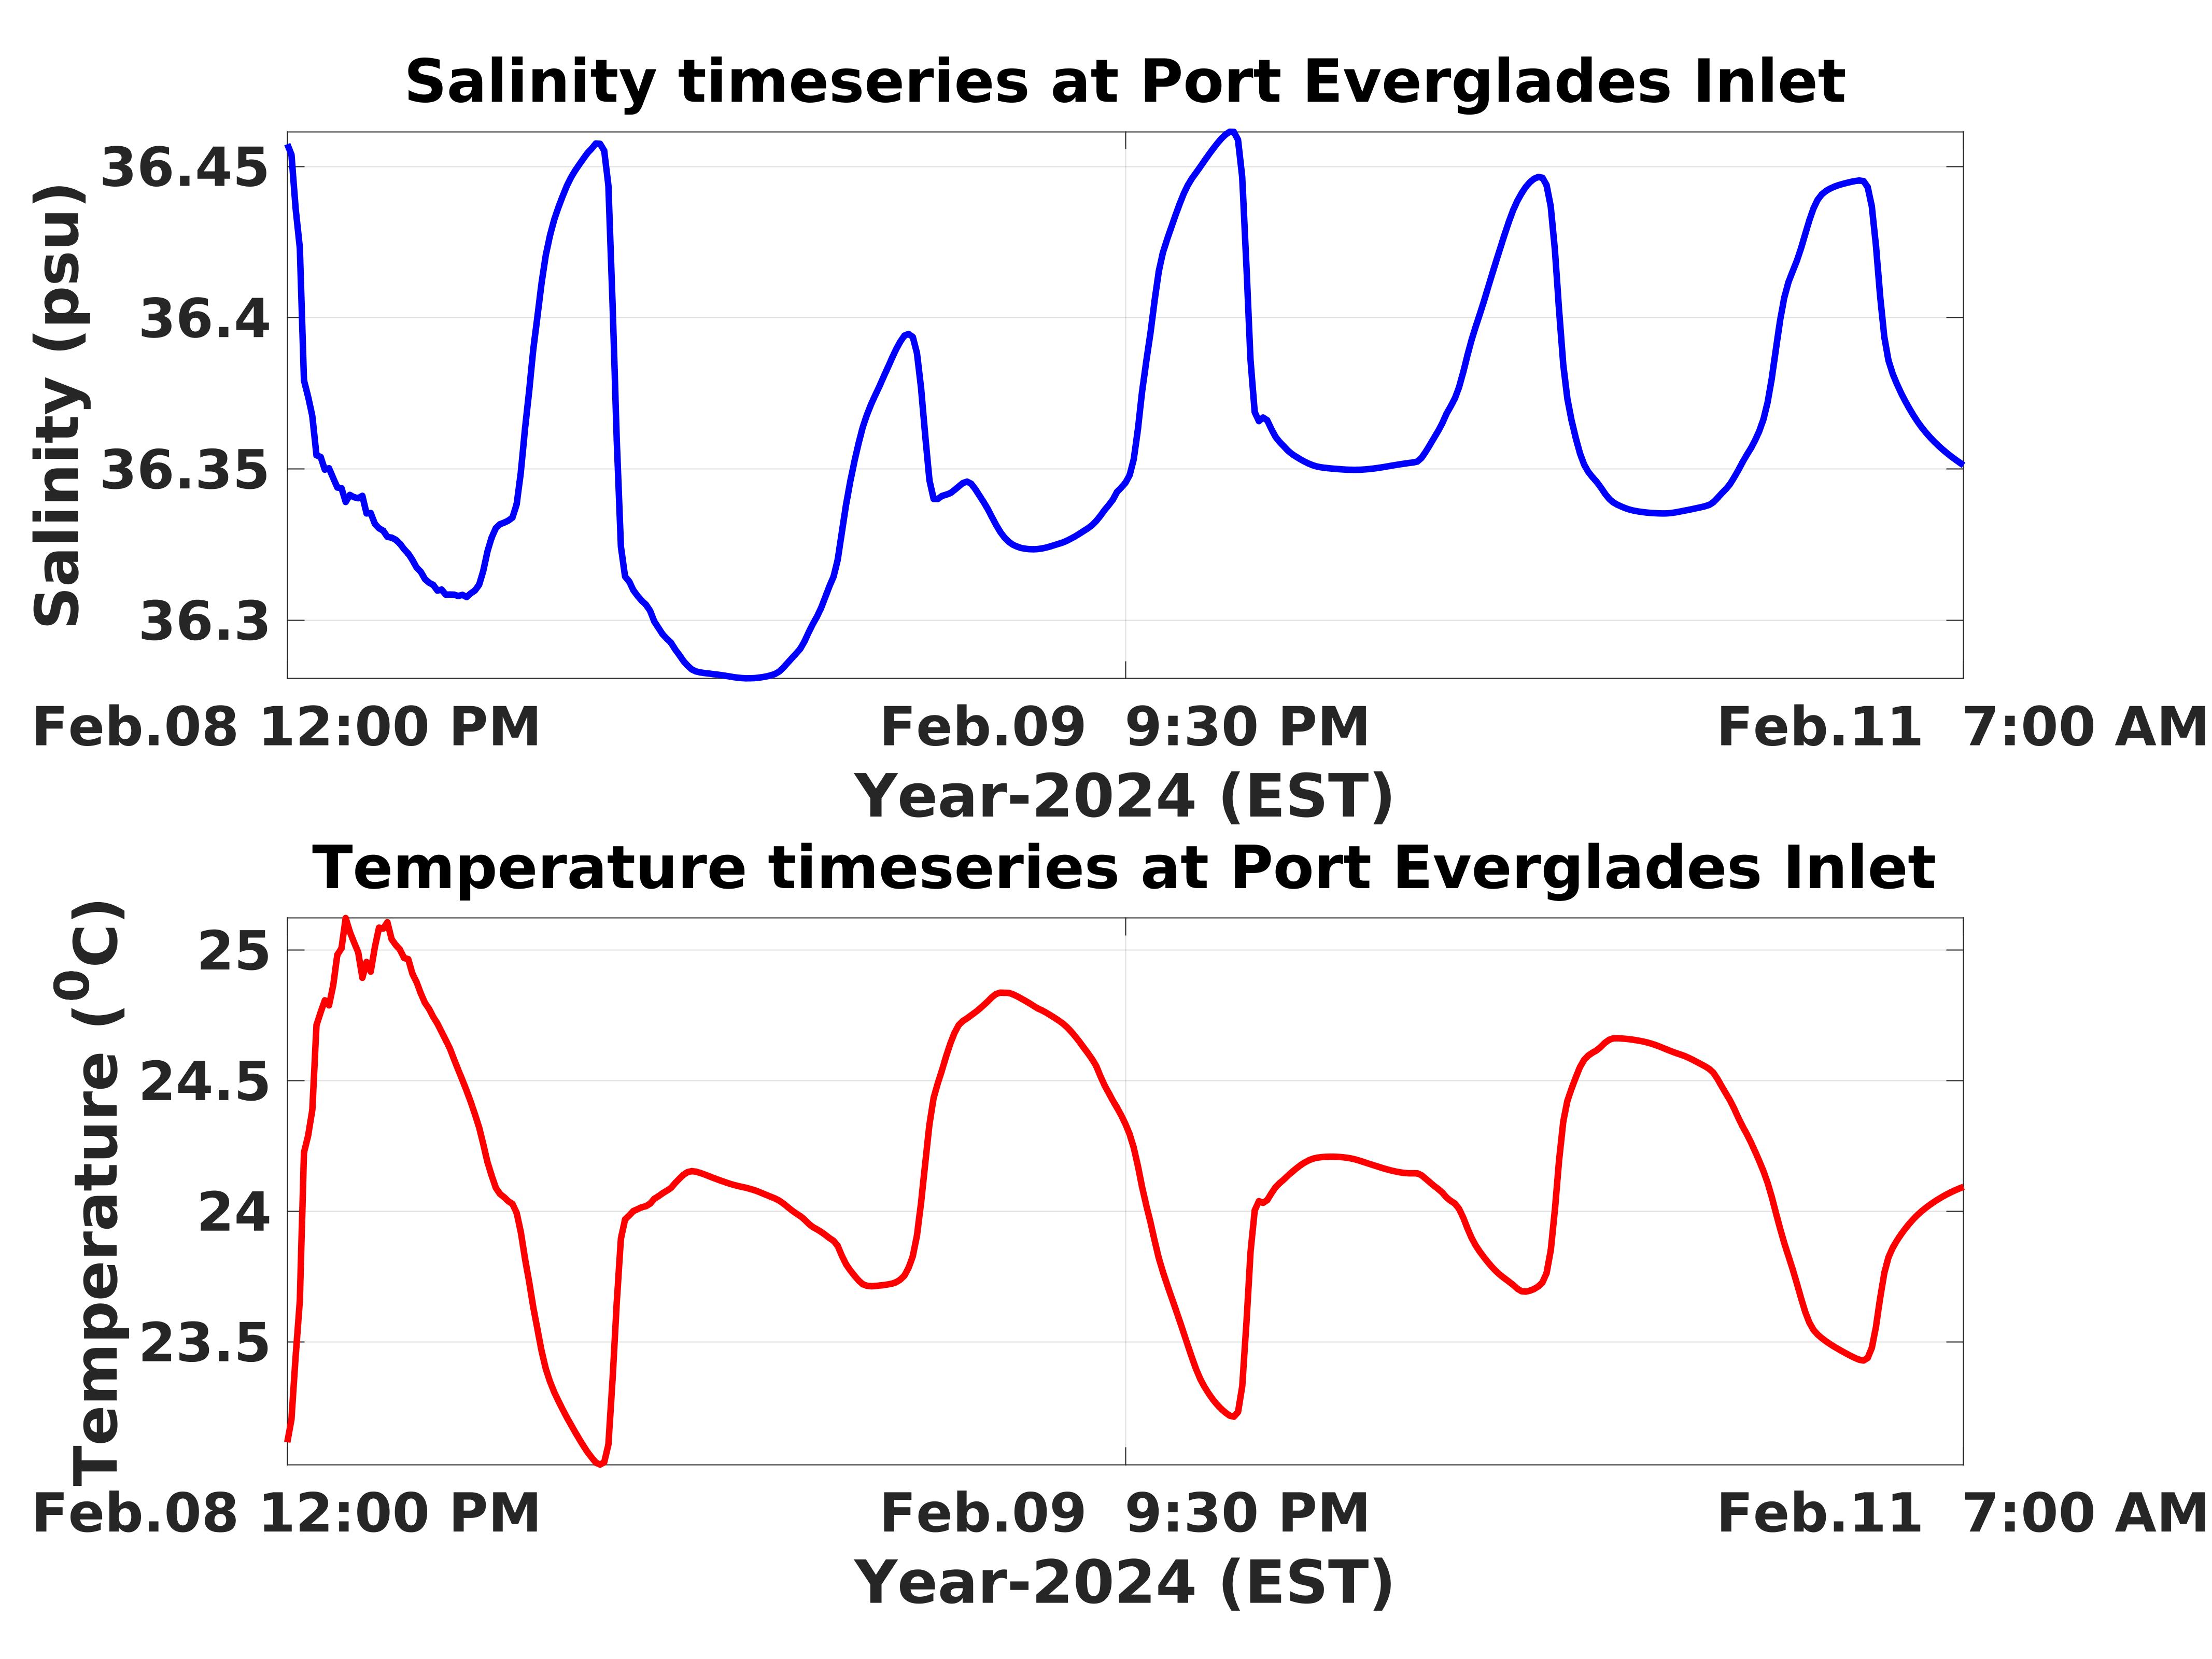 Salinity timeseries at Port Everglades Inlet
Salinity (psu)
36.45
36.4
36.35
36.3
Feb.08 12:00 PM
Feb.09 9:30 PM
Feb.11 7:00 AM
Year-2024 (EST)
Temperature timeseries at Port Everglades Inlet
Temperature (⁰C)
25
24.5
24
23.5
Feb.08 12:00 PM
Feb.09 9:30 PM
Feb.11 7:00 AM
Year-2024 (EST)